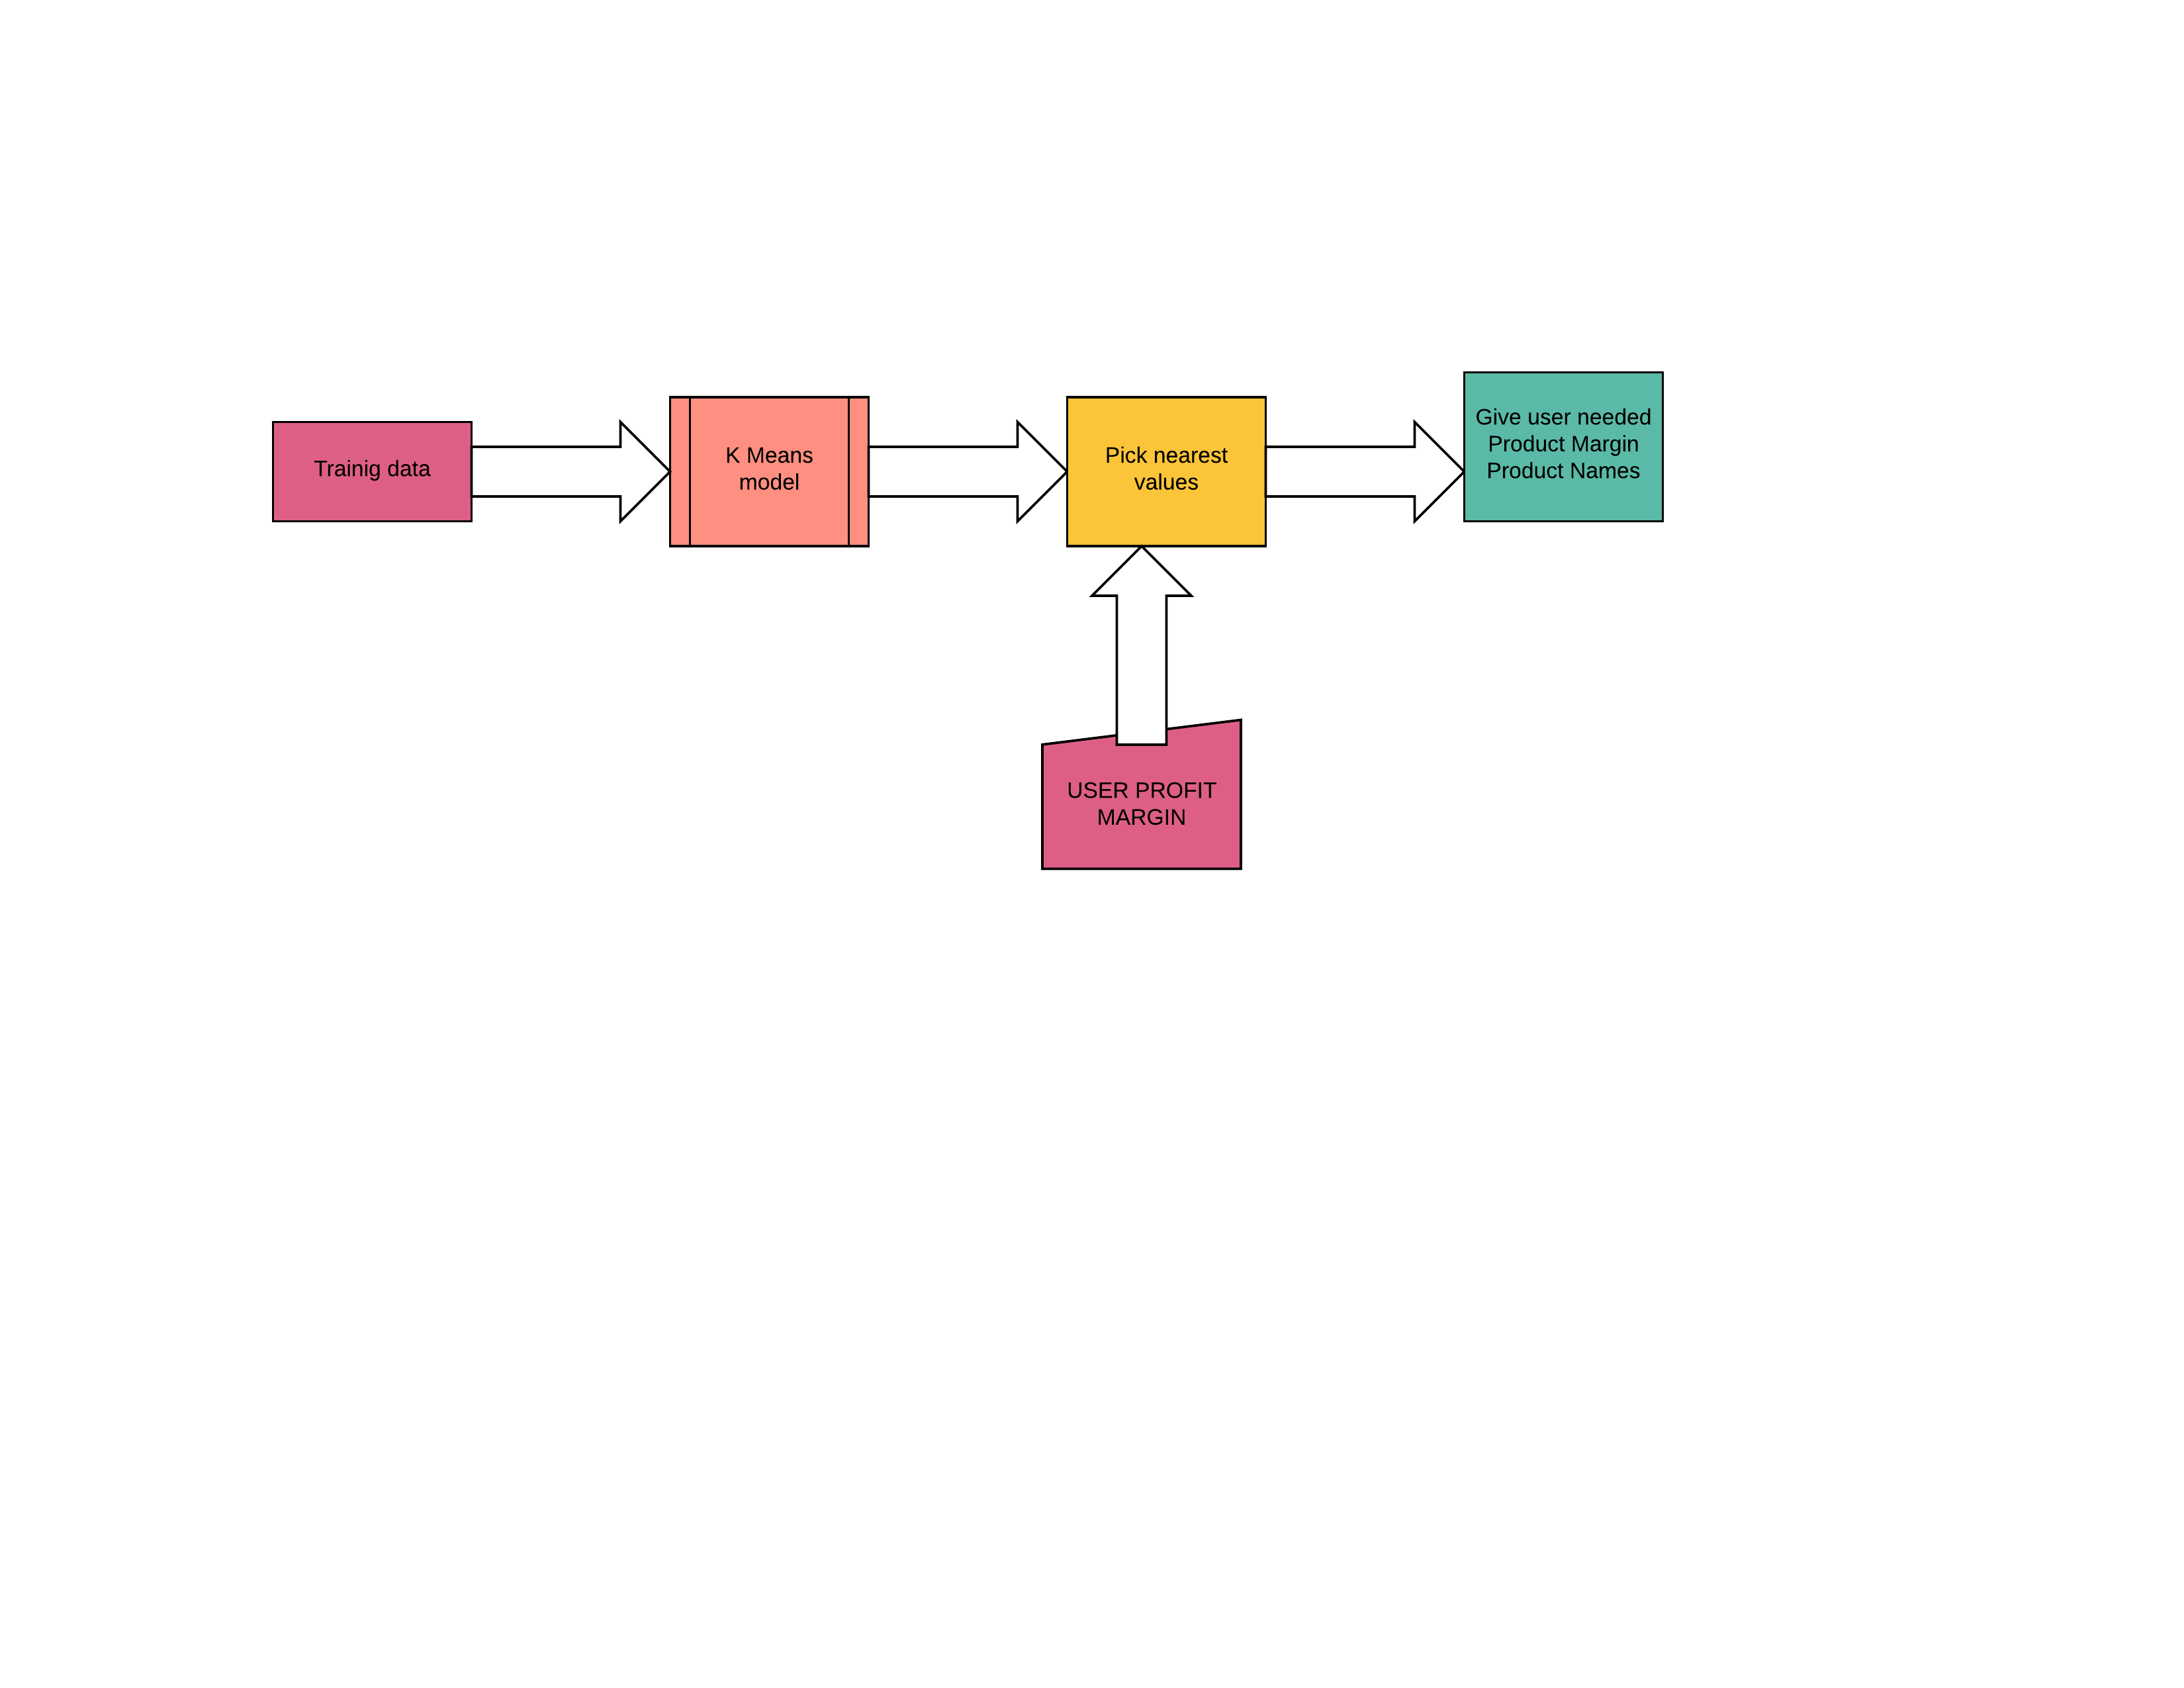 Trainig data
K Means
model
Pick nearest
values
Give user needed
Product Margin
Product Names
USER PROFIT
MARGIN